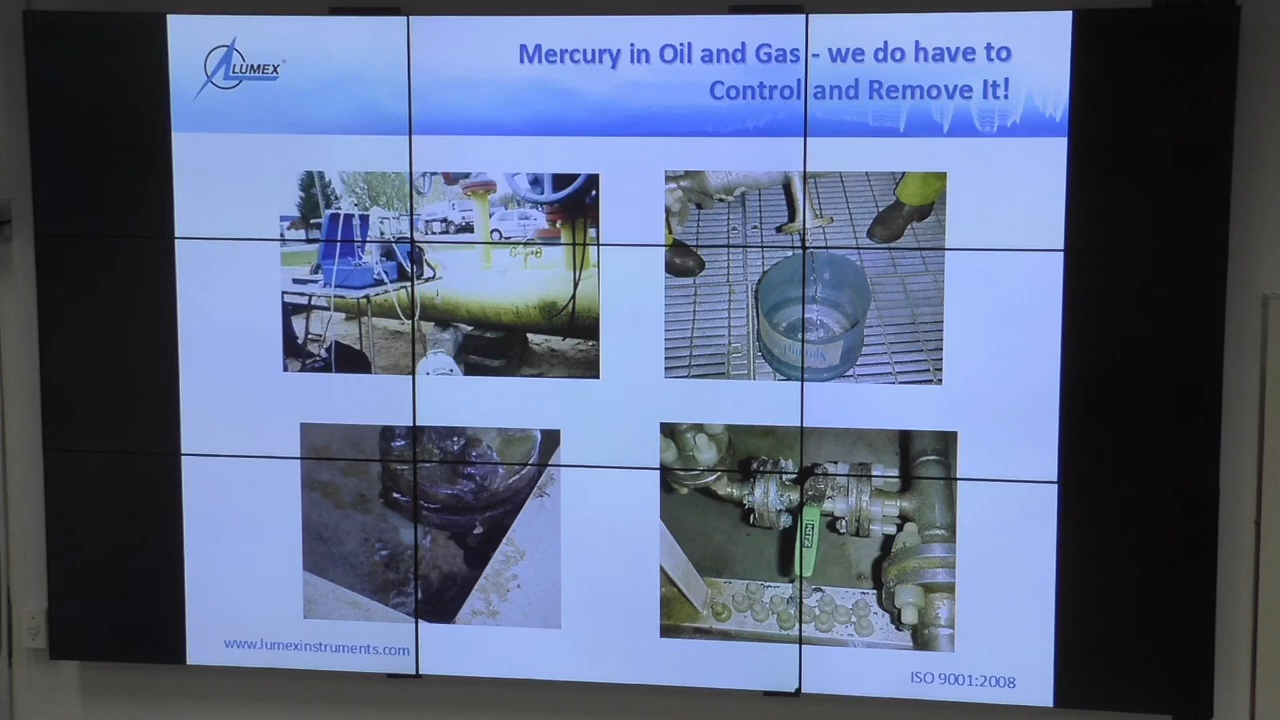 LUMEX®
Mercury in Oil and Gas - we do have to
Control and Remove It!
KITZ
www.lumexinstruments.com
ISO 9001:2008